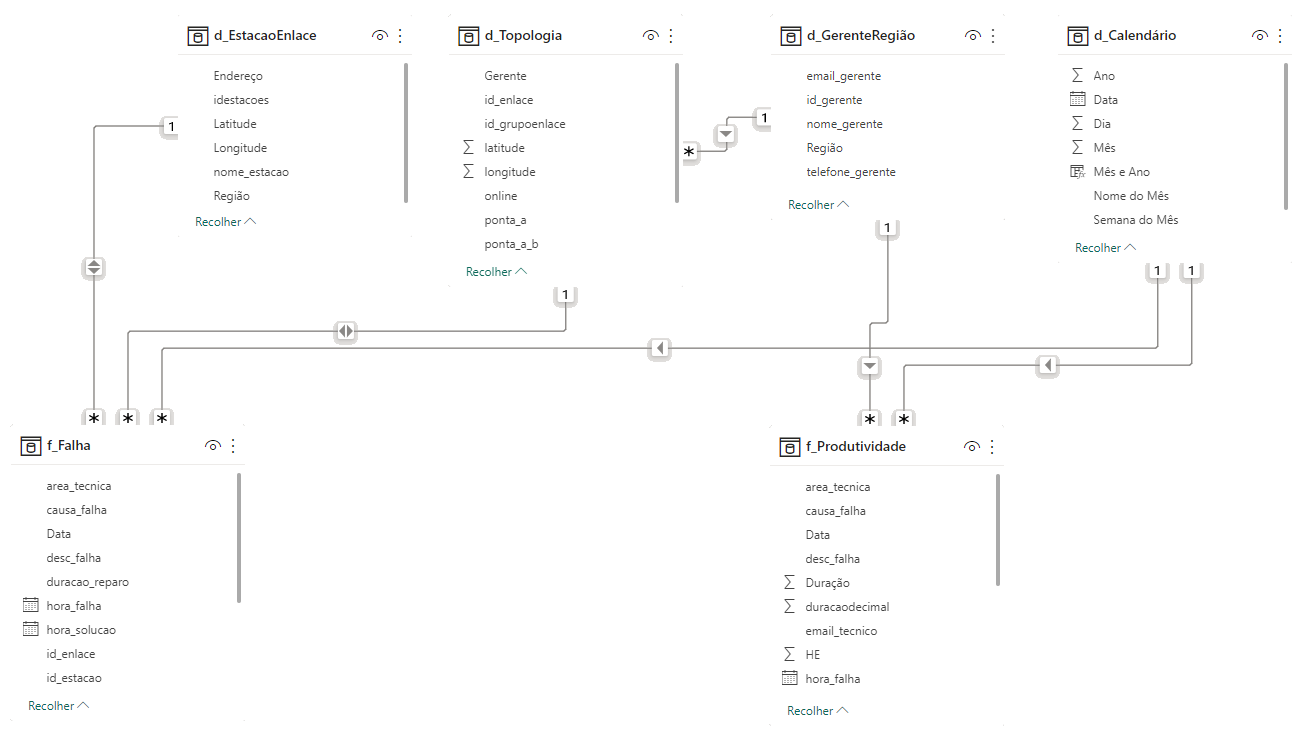 d_EstacaoEnlace
Endereço
idestacoes
Latitude
Longitude
nome_estacao
Região
Recolher
d_Topologia
Gerente
id_enlace
id_grupoenlace
latitude
longitude
online
ponta_a
ponta_a_b
Recolher
d_GerenteRegião
email_gerente
id_gerente
nome_gerente
Região
telefone_gerente
Recolher
d_Calendário
Ano
Data
Dia
Mês
Mês e Ano
Nome do Mês
Semana do Mês
Recolher
1
*
1
1
1
1
1
*
*
*
*
*
f_Falha
area_tecnica
causa_falha
Data
desc_falha
duracao_reparo
hora_falha
hora_solucao
id_enlace
id_estacao
Recolher
f_Produtividade
area_tecnica
causa_falha
Data
desc_falha
Duração
duracaodecimal
email_tecnico
HE
hora_falha
Recolher